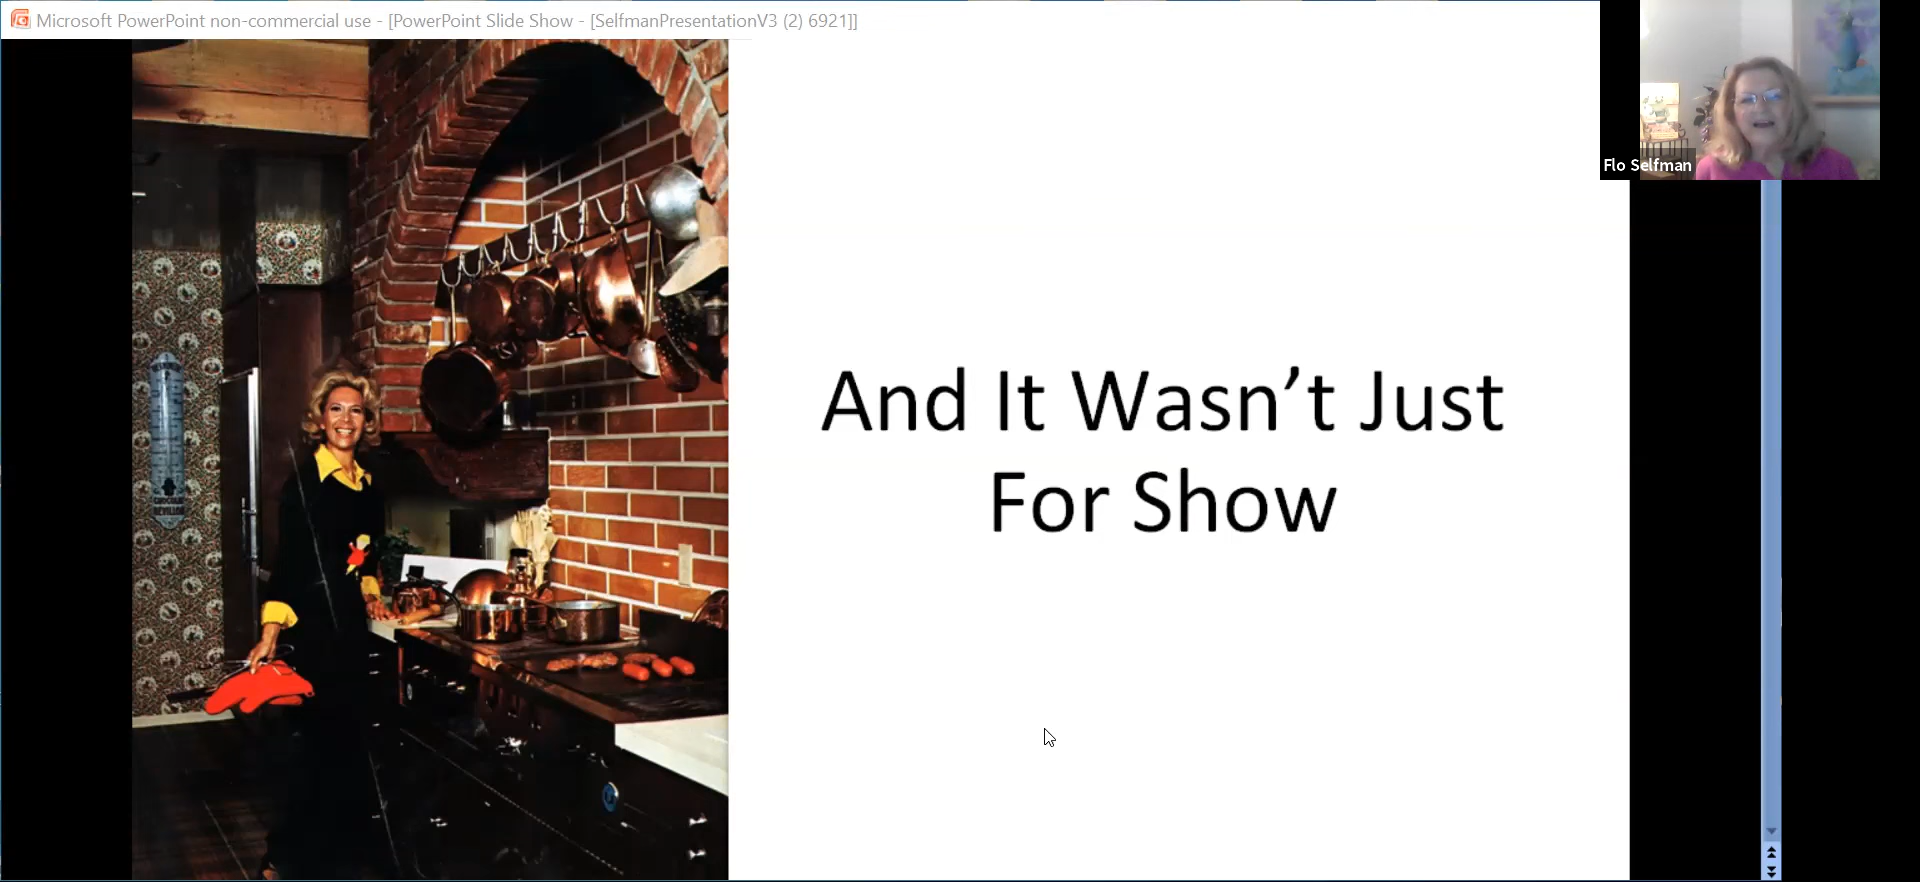 Microsoft PowerPoint non-commercial use - [PowerPoint Slide Show - [SelfmanPresentationV3 (2) 6921]]
Flo Selfman
And It Wasn’t Just
For Show